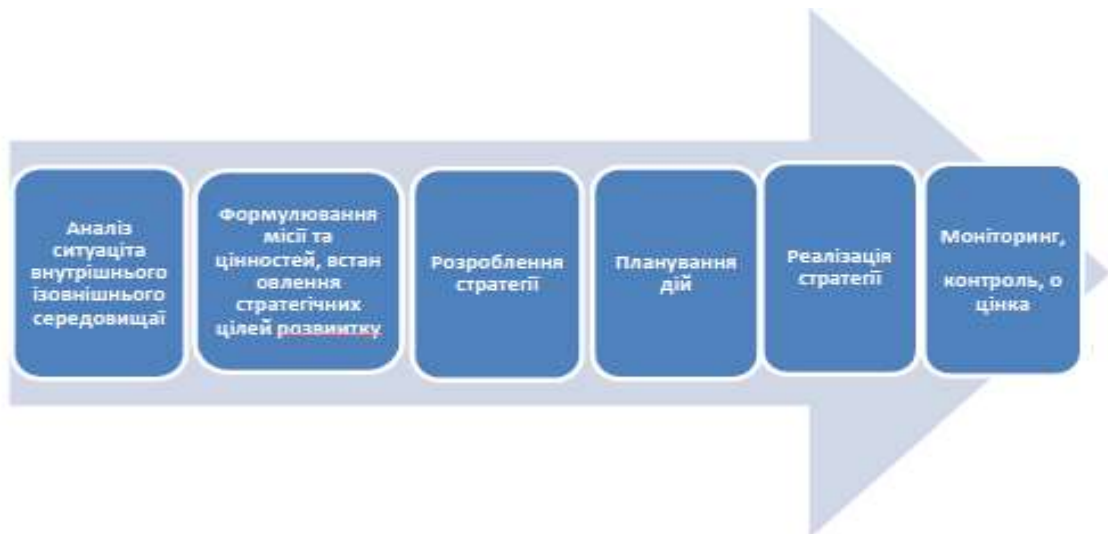 Аналіз
ситуаціта
внутрішнього
ізовнішнього
середовищаї
Формулювання
місії та
цінностей, встан
овлення
стратегічних
цілей розвиитку
Розроблення
стратегії
Планування
дій
Реалізація
стратегії
Моніторинг,
контроль, о
цінка